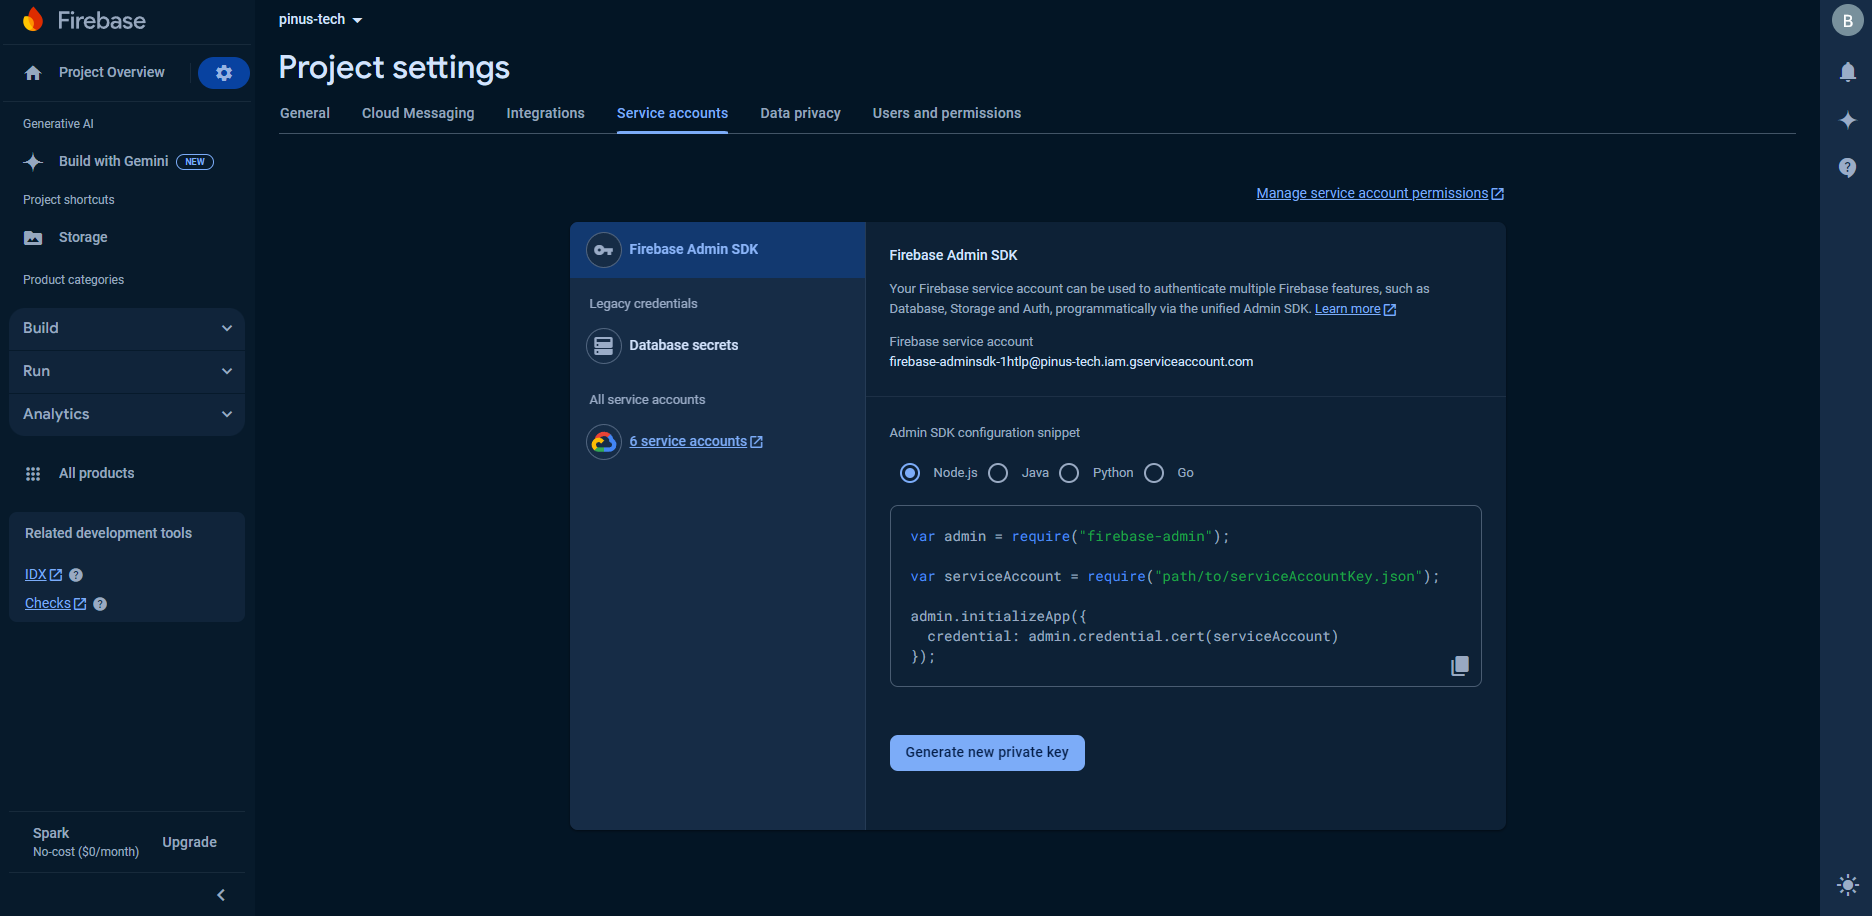 Firebase
Project Overview
Generative AI
Build with Gemini NEW
Project shortcuts
Storage
Product categories
Build
Run
Analytics
All products
Related development tools
IDX
Checks
Spark
No-cost ($0/month)
Upgrade
pinus-tech
Project settings
General Cloud Messaging Integrations Service accounts Data privacy Users and permissions
Manage service account permissions
Firebase Admin SDK
Legacy credentials
Database secrets
All service accounts
6 service accounts
Firebase Admin SDK
Your Firebase service account can be used to authenticate multiple Firebase features, such as
Database, Storage and Auth, programmatically via the unified Admin SDK. Learn more
Firebase service account
firebase-adminsdk-1htlp@pinus-tech.iam.gserviceaccount.com
Admin SDK configuration snippet
Node.js Java Python Go
var admin = require("firebase-admin");
var serviceAccount = require("path/to/serviceAccountKey.json");
admin.initializeApp({
  credential: admin.credential.cert(serviceAccount)
});
Generate new private key
B